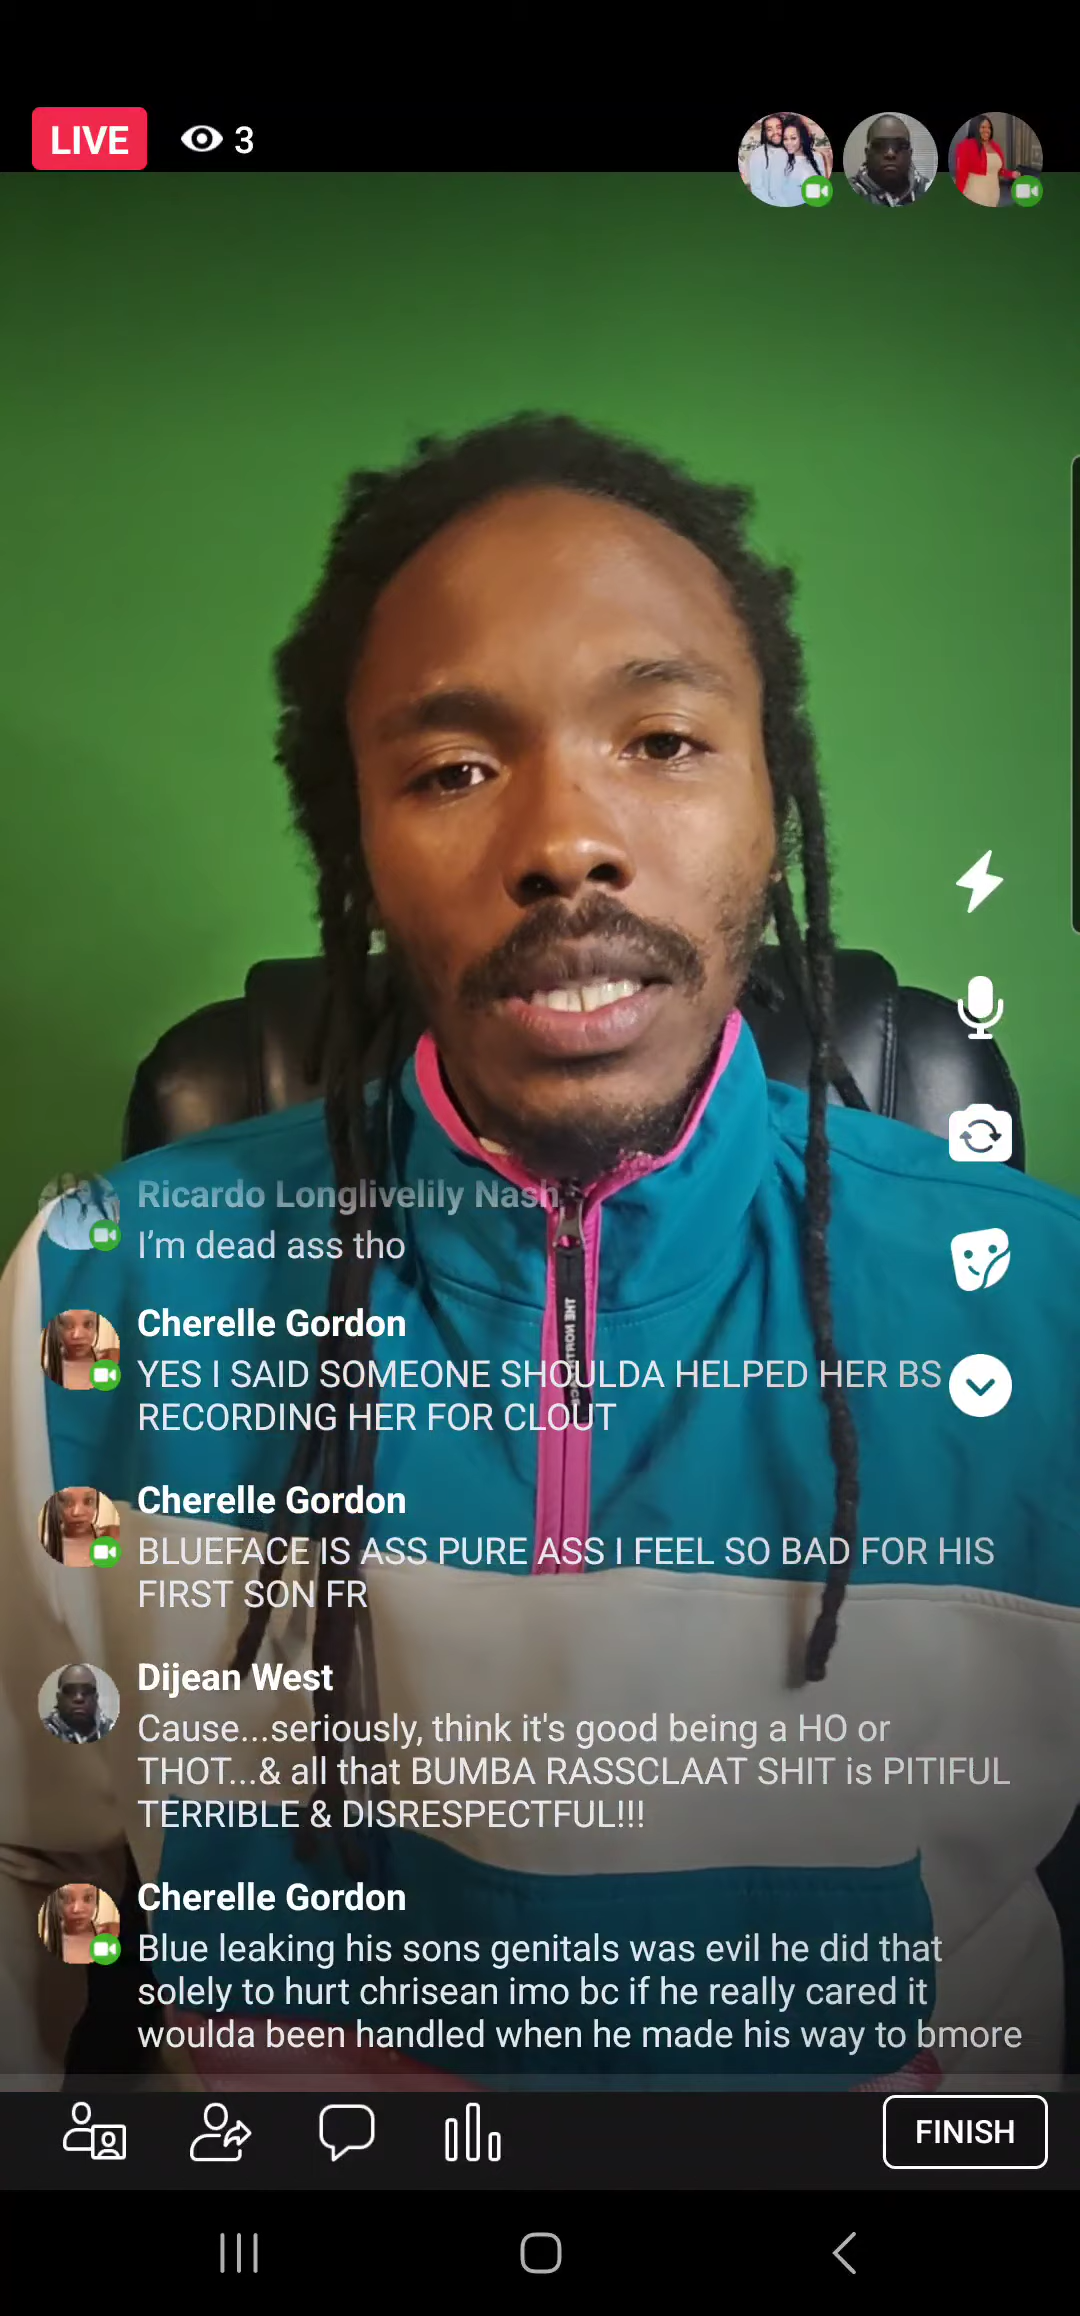 LIVE
3
Ricardo Longlivelily Nash
I’m dead ass tho
Cherelle Gordon
YES I SAID SOMEONE SHOULDA HELPED HER BS
RECORDING HER FOR CLOUT
Cherelle Gordon
BLUEFACE IS ASS PURE ASS I FEEL SO BAD FOR HIS
FIRST SON FR
Dijean West
Cause...seriously, think it's good being a HO or
THOT...& all that BUMBA RASSCLAAT SHIT is PITIFUL
TERRIBLE & DISRESPECTFUL!!!
Cherelle Gordon
Blue leaking his sons genitals was evil he did that
solely to hurt chrisean imo bc if he really cared it
woulda been handled when he made his way to bmore
FINISH